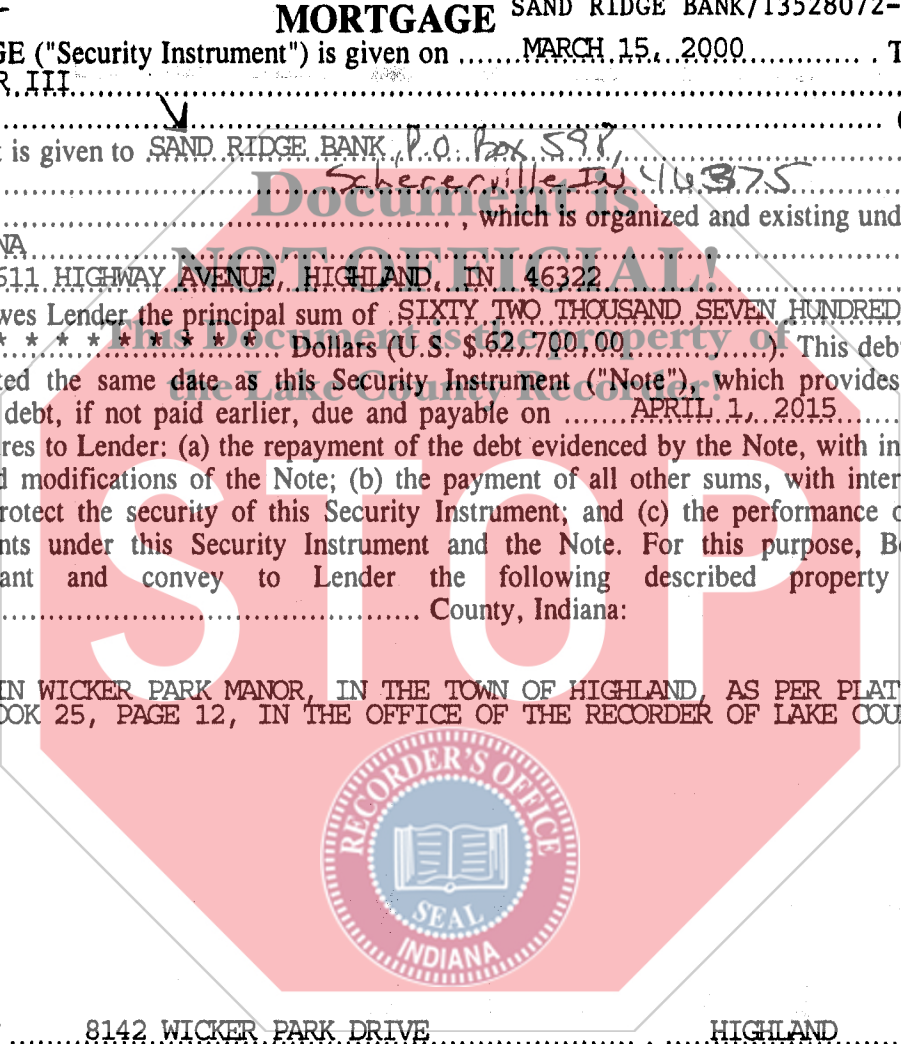 MORTGAGE SAND RIDGE BANK/13528072-
GE ("Security Instrument") is given on ......MARCH 15, 2000............. . T
R III
t is given to SAND RIDGE BANK, P.O. Box 598,
Schererville IN 46375
Document is
, which is organized and existing und
NA
NOT OFFICIAL!
611 HIGHWAY AVENUE, HIGHLAND, IN 46322
wes Lender the principal sum of SIXTY TWO THOUSAND SEVEN HUNDRED
This Document is the property of
* * * * * * * * * Dollars (U.S. $ 62,700.00 ..............). This deb
the Lake County Recorder!
ted the same date as this Security Instrument ("Note"), which provides
debt, if not paid earlier, due and payable on .......APRIL 1, 2015.....
res to Lender: (a) the repayment of the debt evidenced by the Note, with in
d modifications of the Note; (b) the payment of all other sums, with inter
rotect the security of this Security Instrument; and (c) the performance o
nts under this Security Instrument and the Note. For this purpose, B
ant and convey to Lender the following described property
County, Indiana:
STOP
IN WICKER PARK MANOR, IN THE TOWN OF HIGHLAND, AS PER PLAT
OOK 25, PAGE 12, IN THE OFFICE OF THE RECORDER OF LAKE COU
RECORDER'S OFFICE
SEAL
INDIANA
8142 WICKER PARK DRIVE HIGHLAND